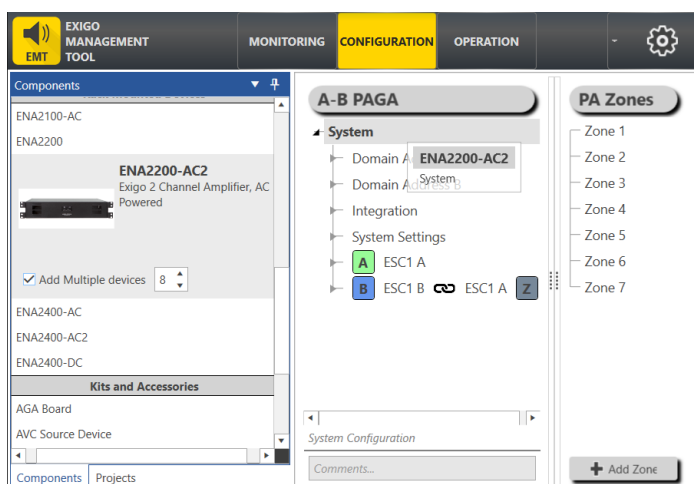 EXIGO
MANAGEMENT
TOOL
EMT
MONITORING
CONFIGURATION
OPERATION
-
Components
ENA2100-AC
ENA2200
ENA2200-AC2
Exigo 2 Channel Amplifier, AC
Powered
Add Multiple devices 8
ENA2400-AC
ENA2400-AC2
ENA2400-DC
Kits and Accessories
AGA Board
AVC Source Device
Components Projects
A-B PAGA
System
Domain A
ENA2200-AC2
System
Domain Address B
Integration
System Settings
A ESC1 A
B ESC1 B ESC1 A Z
System Configuration
Comments...
PA Zones
Zone 1
Zone 2
Zone 3
Zone 4
Zone 5
Zone 6
Zone 7
Add Zone